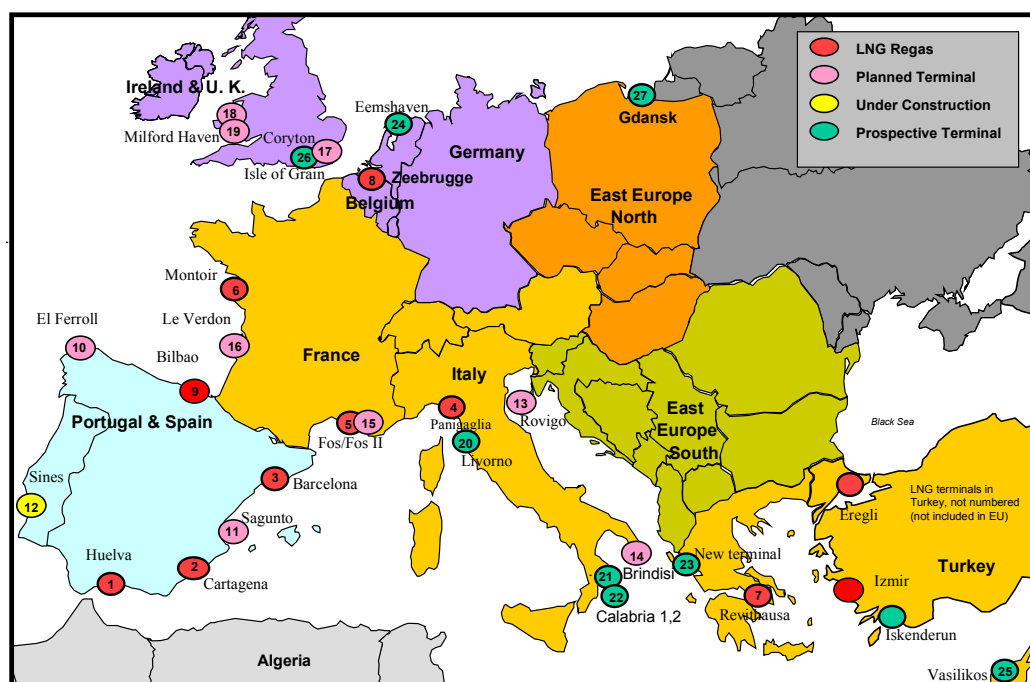 LNG Regas
Planned Terminal
Under Construction
Prospective Terminal
Ireland & U. K.
18
Milford Haven
19
Coryton
17
26
Isle of Grain
Eemshaven
24
27
Gdansk
Germany
8
Zeebrugge
Belgium
East Europe
North
Montoir
6
El Ferroll
10
Le Verdon
16
Bilbao
9
France
Italy
4
Panigaglia
13
Rovigo
5
15
Fos/Fos II
20
Livorno
East
Europe
South
Black Sea
Portugal & Spain
Sines
12
3
Barcelona
Sagunto
11
Huelva
1
2
Cartagena
14
Brindisi
21
22
Calabria 1,2
New terminal
23
7
Revithausa
Eregli
LNG terminals in
Turkey, not numbered
(not included in EU)
Turkey
Izmir
Iskenderun
Vasilikos
25
Algeria